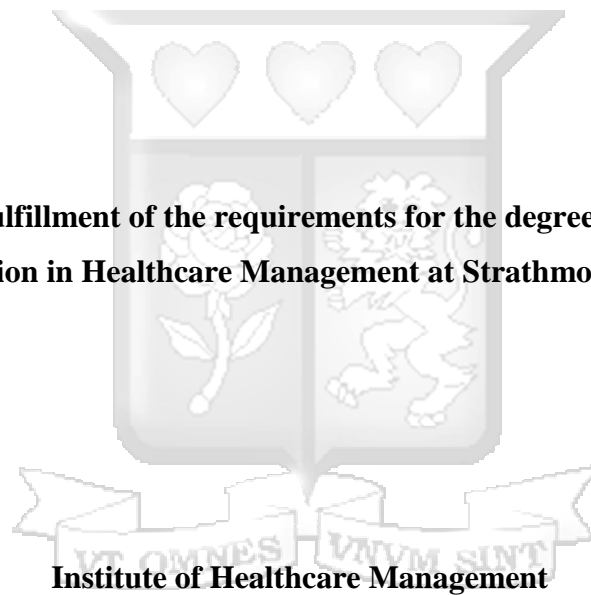 ulfillment of the requirements for the degree
ion in Healthcare Management at Strathmo
VT OMNES VNVM SINT
Institute of Healthcare Management